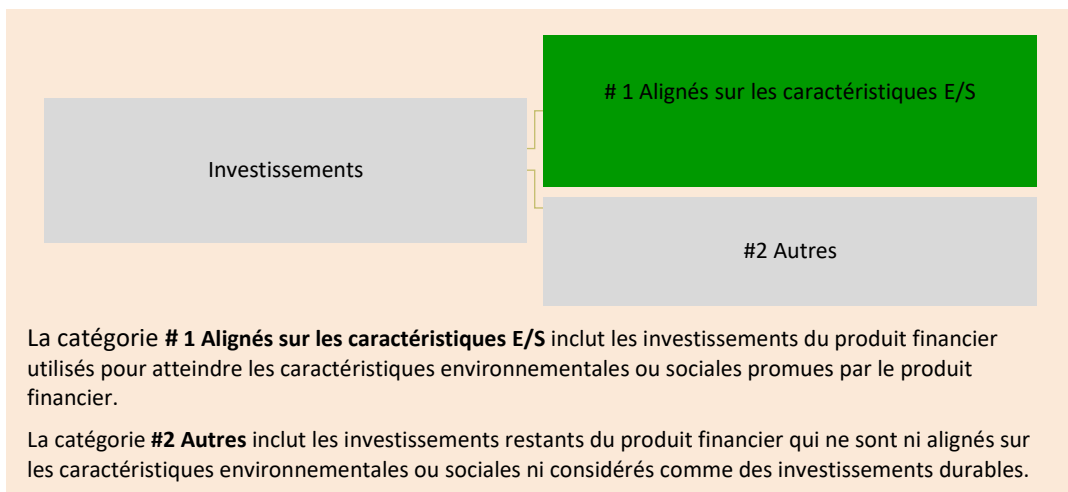 # 1 Alignés sur les caractéristiques E/S
Investissements
#2 Autres
La catégorie # 1 Alignés sur les caractéristiques E/S inclut les investissements du produit financier
utilisés pour atteindre les caractéristiques environnementales ou sociales promues par le produit
financier.
La catégorie #2 Autres inclut les investissements restants du produit financier qui ne sont ni alignés sur
les caractéristiques environnementales ou sociales ni considérés comme des investissements durables.